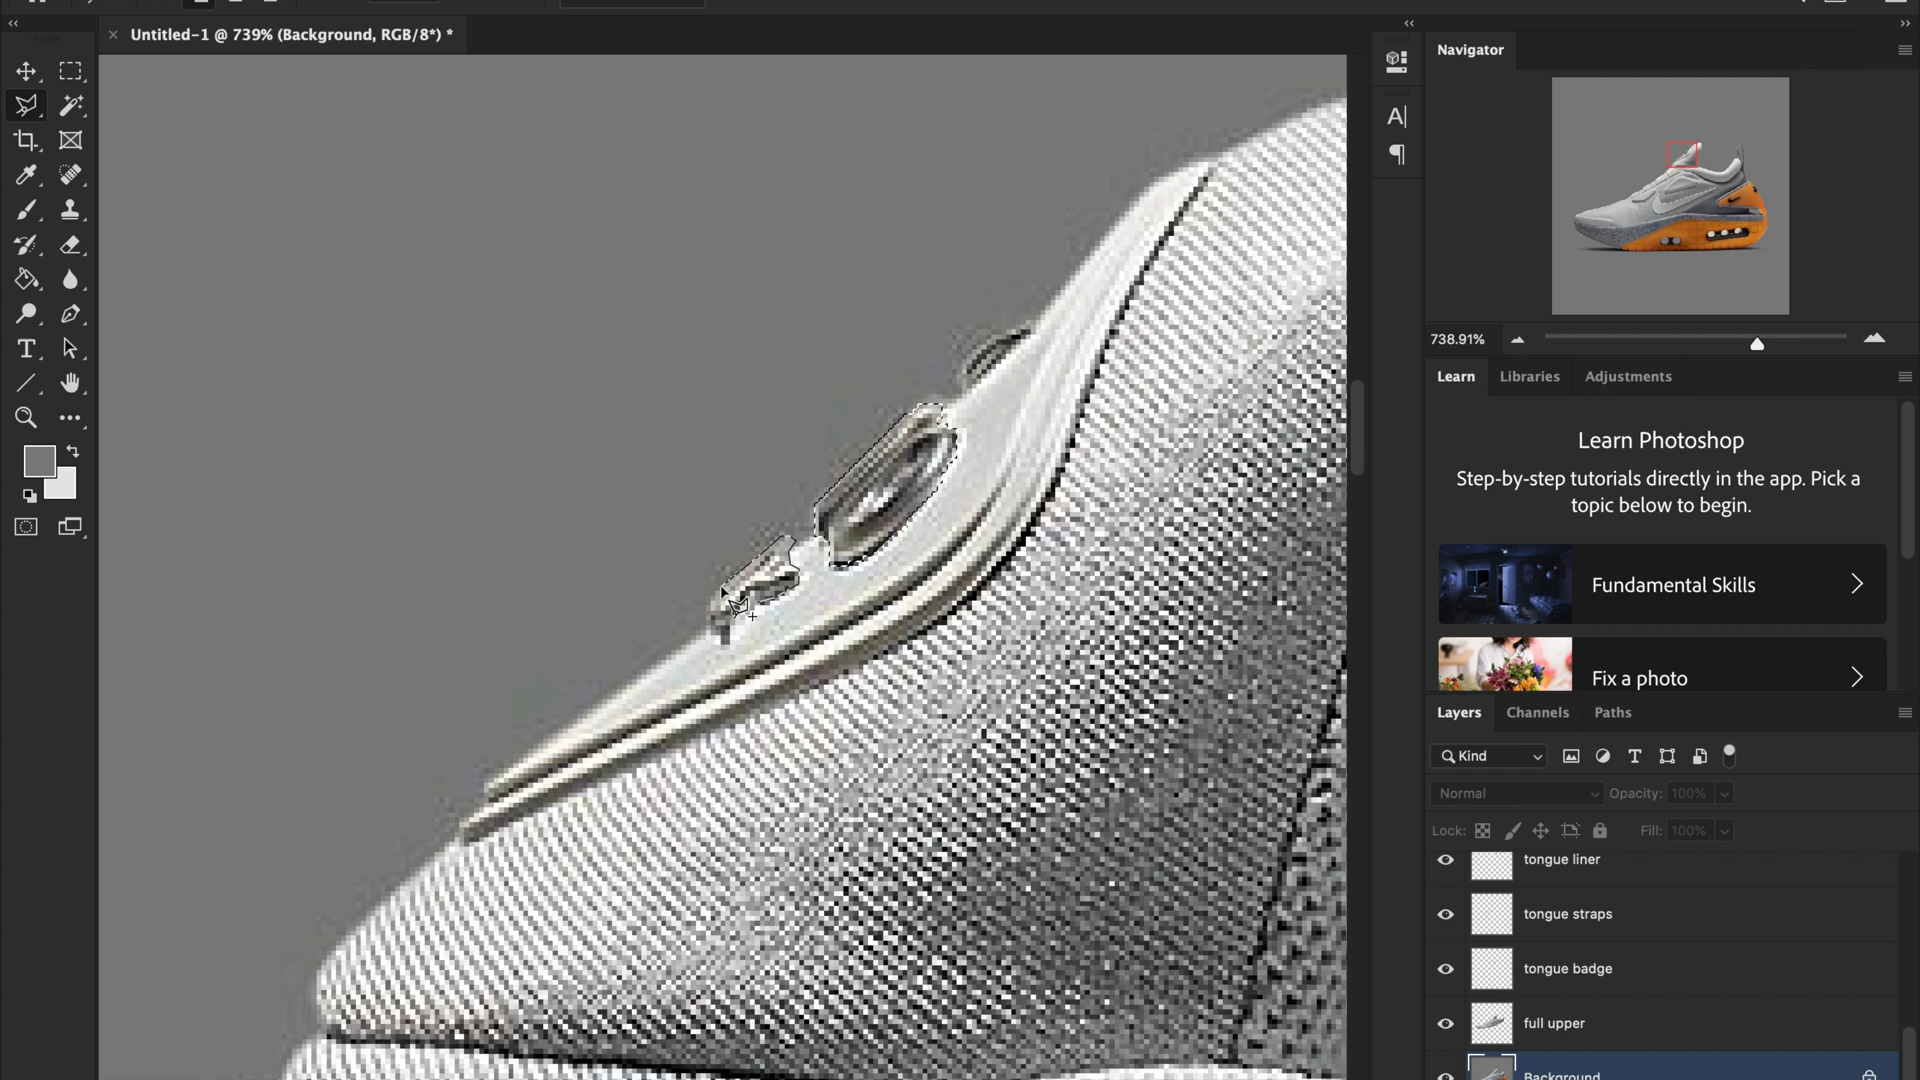 Untitled-1 @ 739% (Background, RGB/8*) *
Navigator
738.91%
Learn Libraries Adjustments
Learn Photoshop
Step-by-step tutorials directly in the app. Pick a
topic below to begin.
Fundamental Skills
Fix a photo
Layers Channels Paths
Kind
Normal Opacity: 100%
Lock: Fill: 100%
tongue liner
tongue straps
tongue badge
full upper
Background